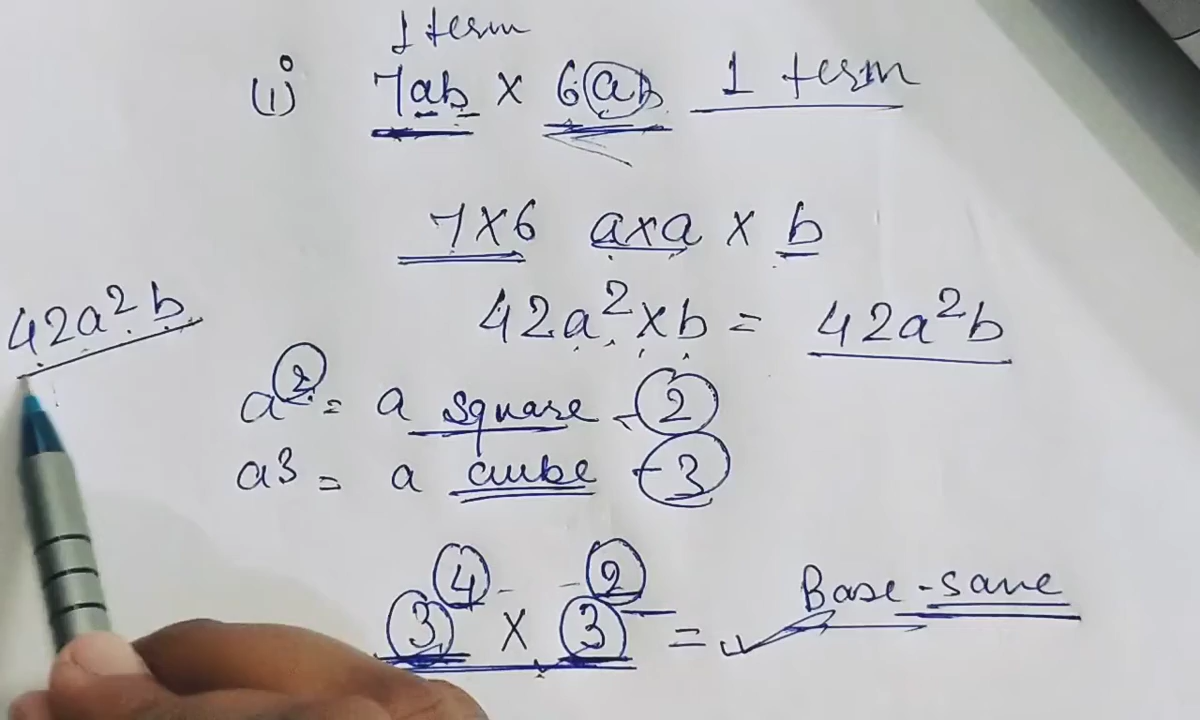 1 term
(i) 7ab × 6ab 1 term
7×6 a×a × b
42a²×b = 42a²b
42a²b
a² = a square - 2
a3 = a cube - 3
3⁴ × 3² = Base - same